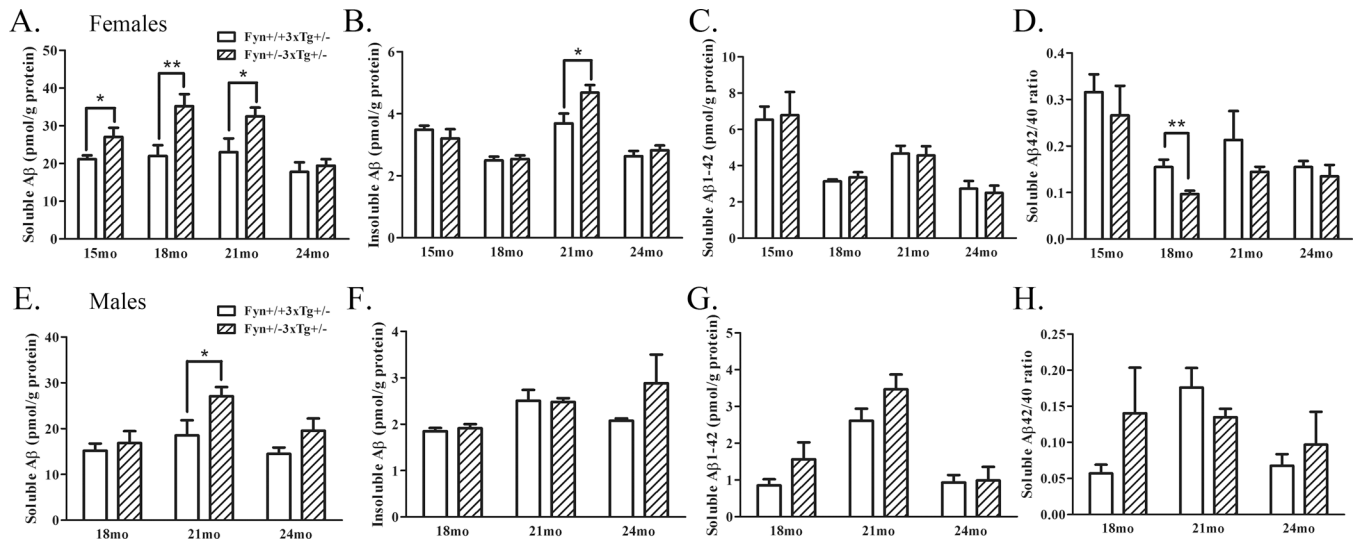 A. Females
Fyn+/+3xTg+/-
Fyn+/-3xTg+/-
Soluble Aβ (pmol/g protein)
60
50
40
30
20
10
0
*
**
*
15mo 18mo 21mo 24mo
B.
Insoluble Aβ (pmol/g protein)
6
4
2
0
*
15mo 18mo 21mo 24mo
C.
Soluble Aβ1-42 (pmol/g protein)
10
8
6
4
2
0
15mo 18mo 21mo 24mo
D.
Soluble Aβ42/40 ratio
0.4
0.3
0.2
0.1
0.0
**
15mo 18mo 21mo 24mo
E. Males
Fyn+/+3xTg+/-
Fyn+/-3xTg+/-
Soluble Aβ (pmol/g protein)
40
30
20
10
0
*
18mo 21mo 24mo
F.
Insoluble Aβ (pmol/g protein)
4
3
2
1
0
18mo 21mo 24mo
G.
Soluble Aβ1-42 (pmol/g protein)
5
4
3
2
1
0
18mo 21mo 24mo
H.
Soluble Aβ42/40 ratio
0.25
0.20
0.15
0.10
0.05
0.00
18mo 21mo 24mo